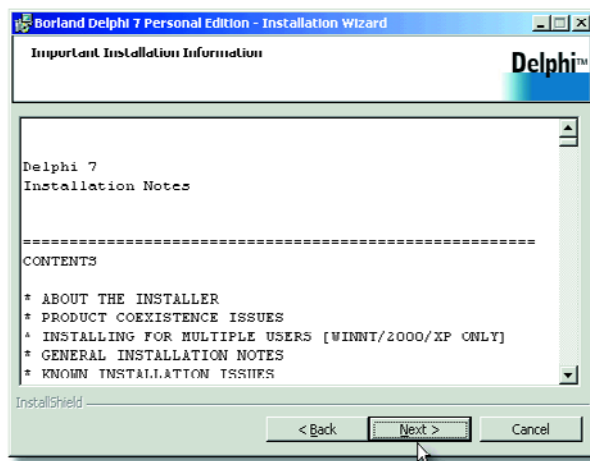 Borland Delphi 7 Personal Edition - Installation Wizard
Important Installation Information
Delphi™
Delphi 7
Installation Notes
=======================================================
CONTENTS
* ABOUT THE INSTALLER
* PRODUCT COEXISTENCE ISSUES
* INSTALLING FOR MULTIPLE USERS [WINNT/2000/XP ONLY]
* GENERAL INSTALLATION NOTES
* KNOWN INSTALLATION ISSUES
InstallShield
< Back
Next >
Cancel